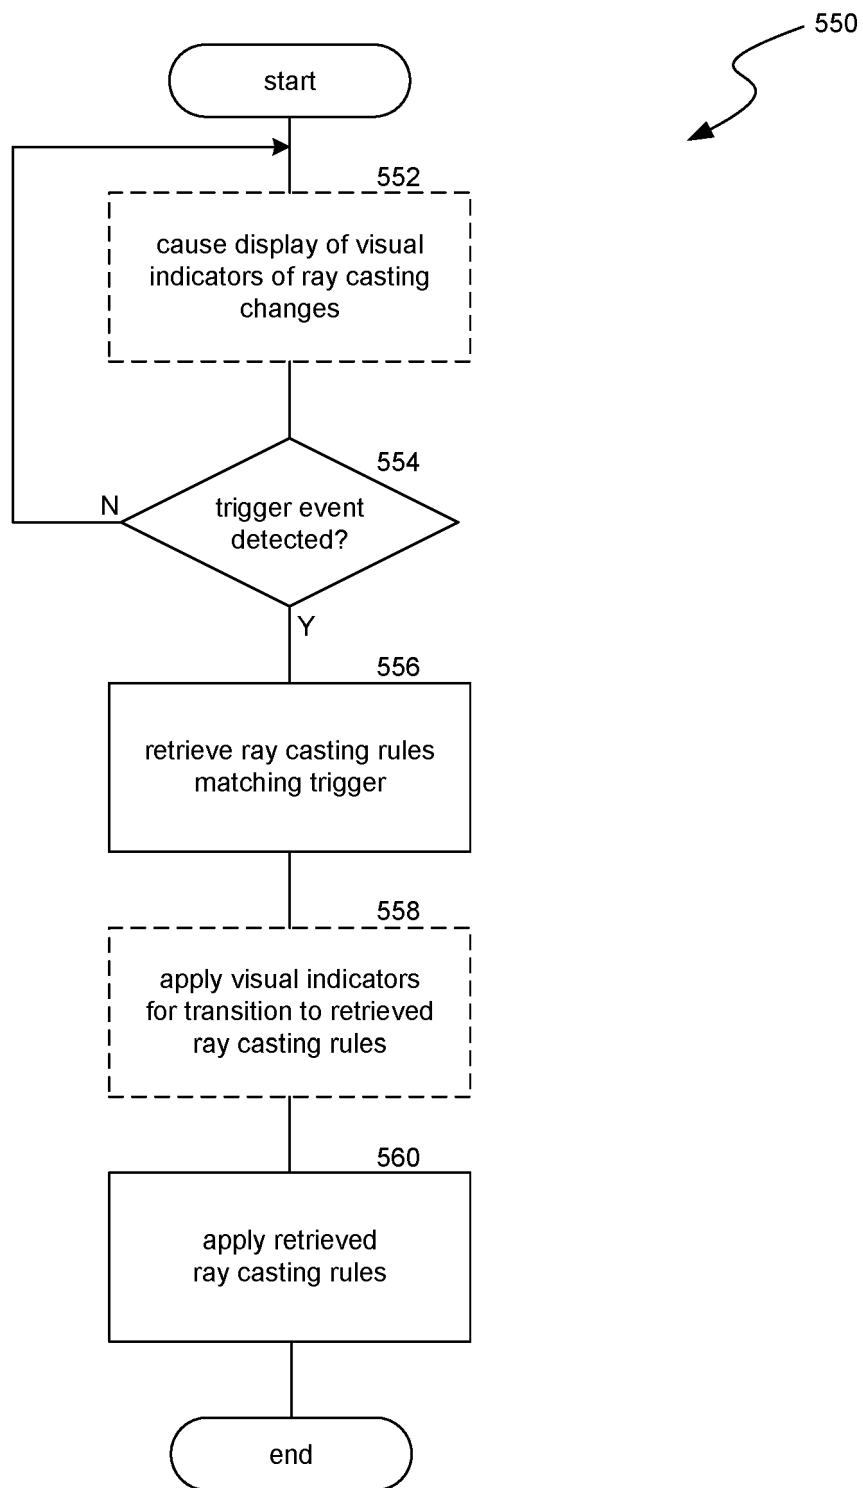 550
start
552
cause display of visual
indicators of ray casting
changes
554
trigger event
detected?
N
Y
556
retrieve ray casting rules
matching trigger
558
apply visual indicators
for transition to retrieved
ray casting rules
560
apply retrieved
ray casting rules
end